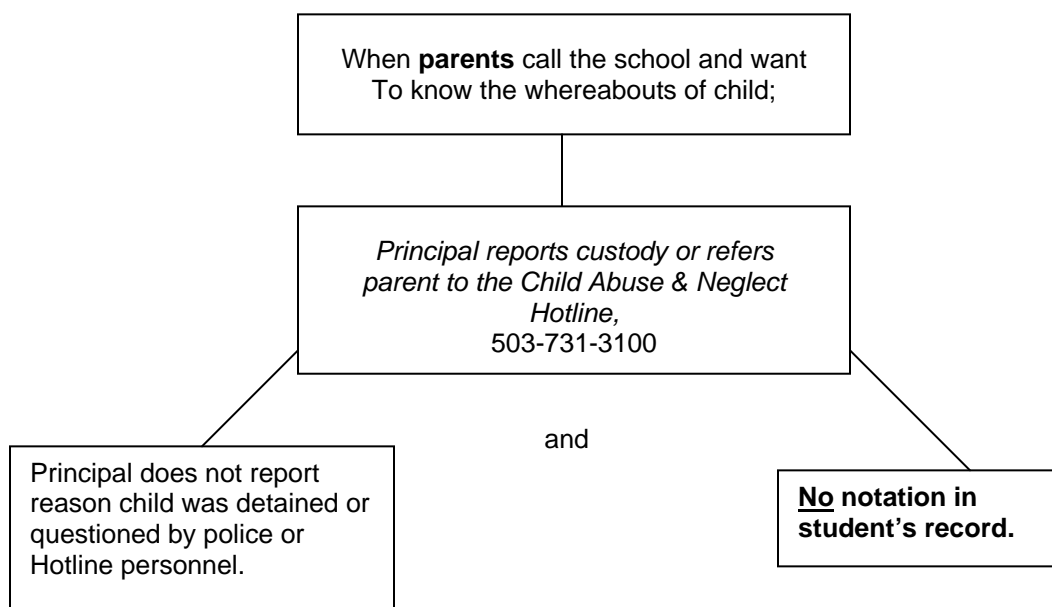 When parents call the school and want
To know the whereabouts of child;
Principal reports custody or refers
parent to the Child Abuse & Neglect
Hotline,
503-731-3100
and
Principal does not report
reason child was detained or
questioned by police or
Hotline personnel.
No notation in
student’s record.